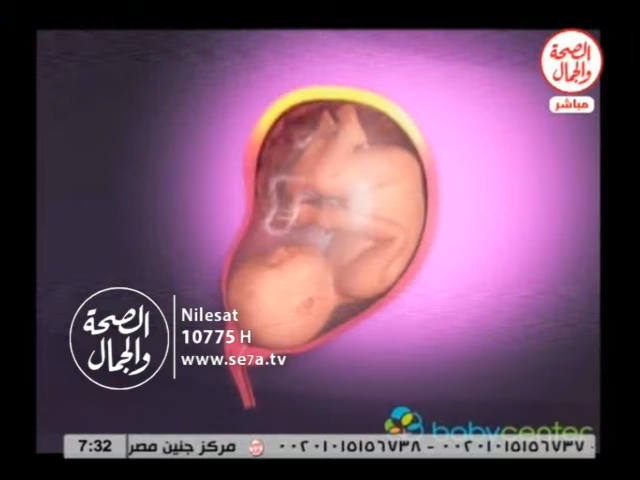 الصحة
والجمال
مباشر
الصحة
والجمال
Nilesat
10775 H
www.se7a.tv
babycenter
7:32 مركز جنين مصر ٠٠٢٠١٠١٥١٥٦٧٣٨ - ٠٠٢٠١٠١٥١٥٦٧٣٧